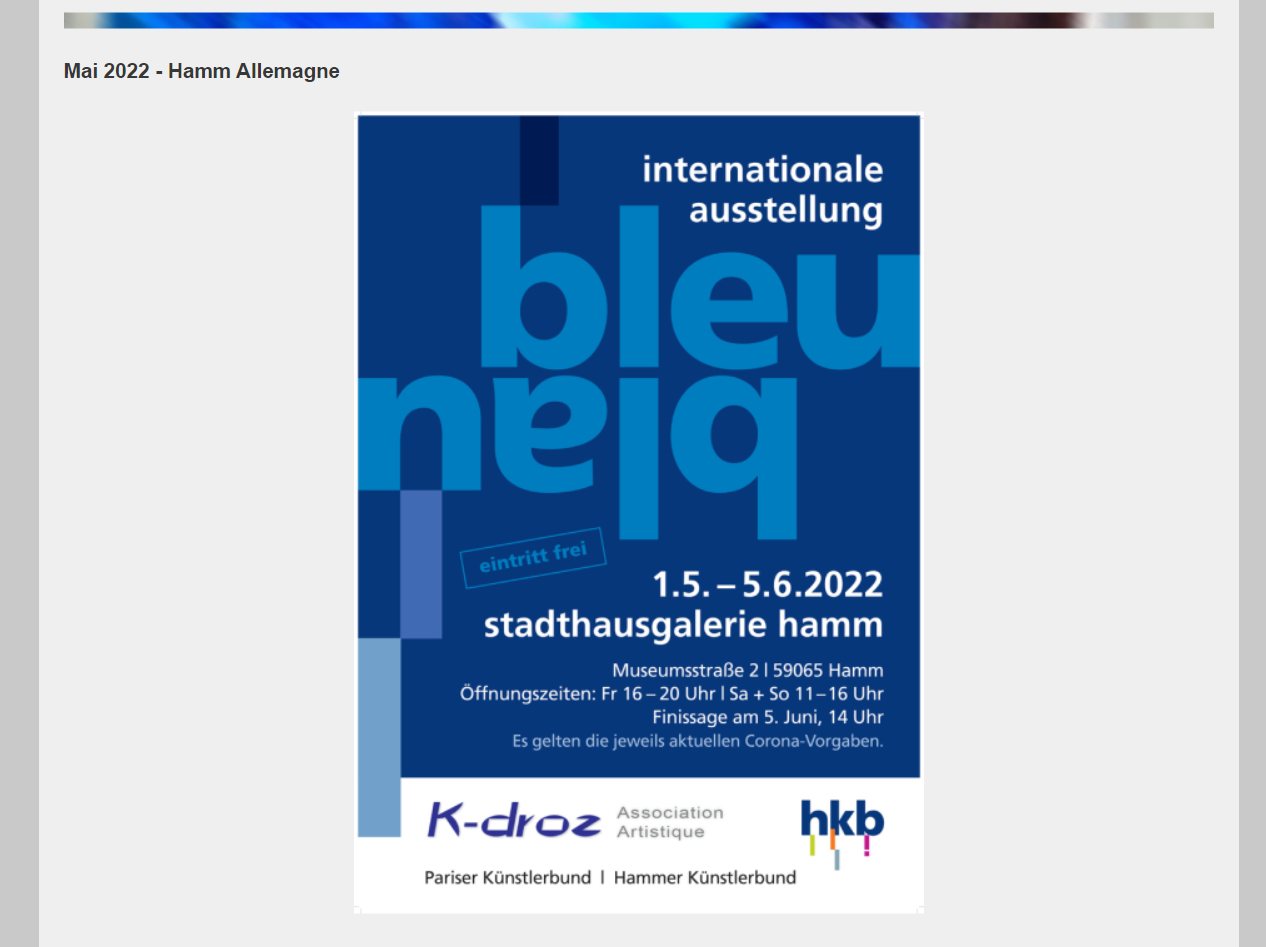 Mai 2022 - Hamm Allemagne
internationale
ausstellung
bleu
blau
eintritt frei
1.5. – 5.6.2022
stadthausgalerie hamm
Museumsstraße 2 | 59065 Hamm
Öffnungszeiten: Fr 16 – 20 Uhr | Sa + So 11 – 16 Uhr
Finissage am 5. Juni, 14 Uhr
Es gelten die jeweils aktuellen Corona-Vorgaben.
K-droz Association
Artistique
hkb
Pariser Künstlerbund | Hammer Künstlerbund